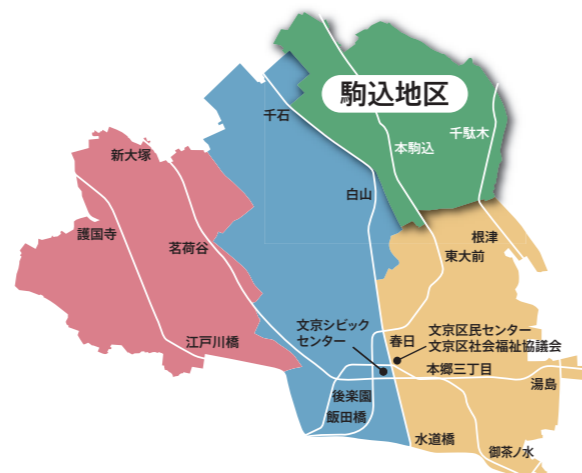 駒込地区
千石
千駄木
本駒込
新大塚
白山
護国寺
茗荷谷
根津
東大前
江戸川橋
文京シビック
センター
春日
文京区民センター
文京区社会福祉協議会
本郷三丁目
湯島
後楽園
飯田橋
水道橋
御茶ノ水